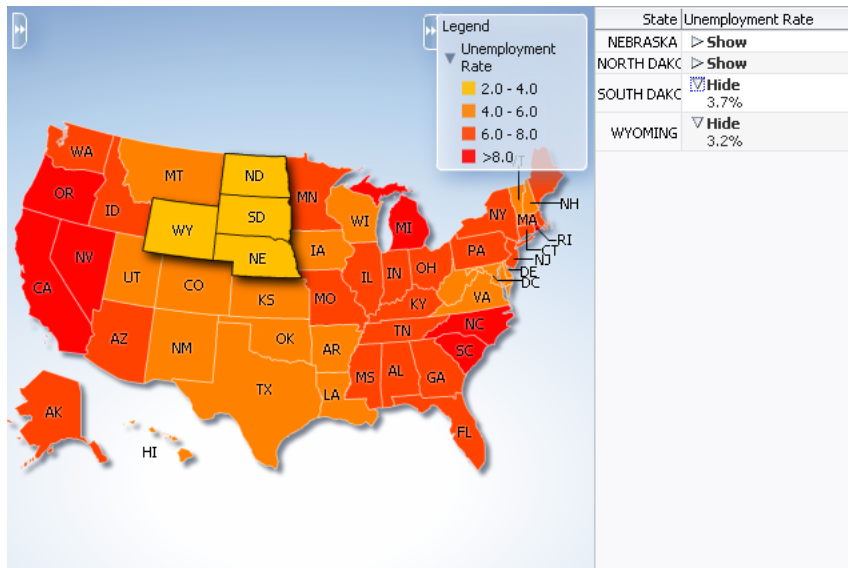 Legend
Unemployment
Rate
2.0 - 4.0
4.0 - 6.0
6.0 - 8.0
>8.0
State Unemployment Rate
NEBRASKA Show
NORTH DAKC Show
SOUTH DAKC Hide
3.7%
WYOMING Hide
3.2%
WA
MT
ND
MN
VT
OR
ID
WY
SD
WI
MI
NY
MA
NH
RI
CT
NJ
NV
UT
NE
IA
IL
IN
OH
PA
DE
DC
CA
CO
KS
MO
KY
VA
AZ
NM
OK
AR
TN
NC
SC
TX
LA
MS
AL
GA
FL
AK
HI